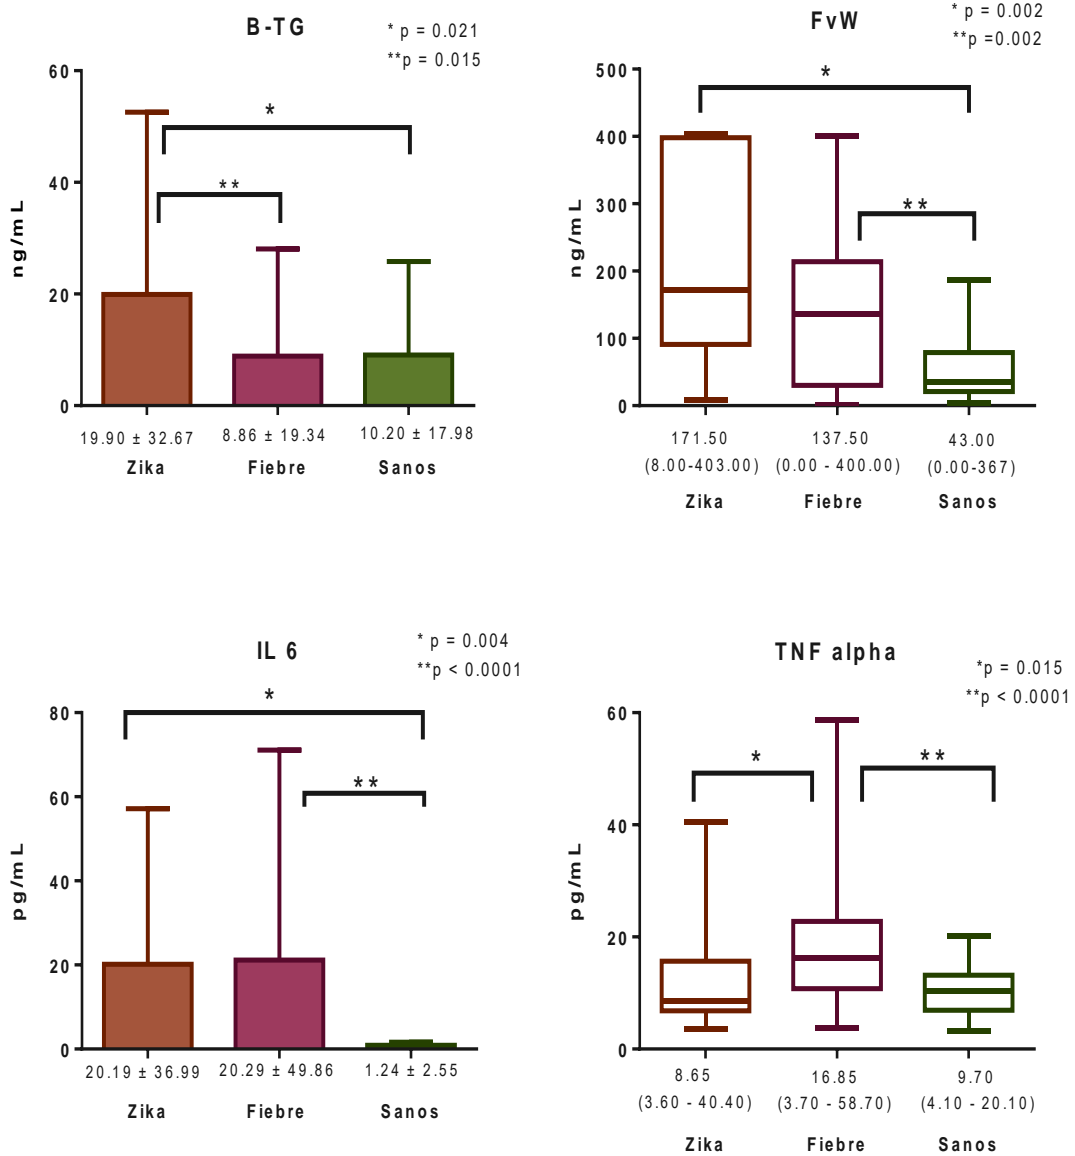 B-TG
* p = 0.021
**p = 0.015
60
40
20
0
ng/mL
*
**
19.90 ± 32.67
8.86 ± 19.34
10.20 ± 17.98
Zika
Fiebre
Sanos
FvW
* p = 0.002
**p =0.002
500
400
300
200
100
0
ng/mL
*
**
171.50
137.50
43.00
(8.00-403.00)
(0.00 - 400.00)
(0.00-367)
Zika
Fiebre
Sanos
IL 6
* p = 0.004
**p < 0.0001
80
60
40
20
0
pg/mL
*
**
20.19 ± 36.99
20.29 ± 49.86
1.24 ± 2.55
Zika
Fiebre
Sanos
TNF alpha
*p = 0.015
**p < 0.0001
60
40
20
0
pg/mL
*
**
8.65
16.85
9.70
(3.60 - 40.40)
(3.70 - 58.70)
(4.10 - 20.10)
Zika
Fiebre
Sanos